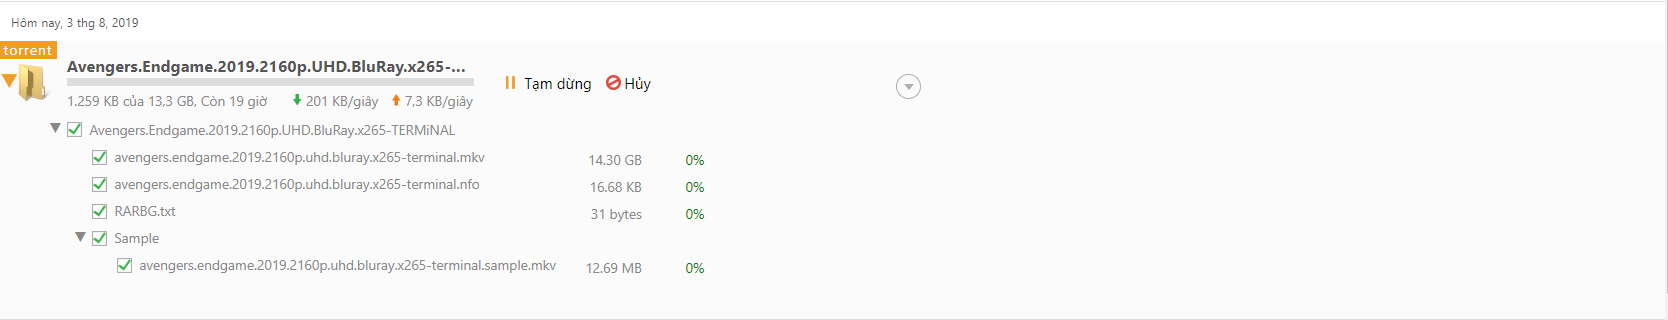 Hôm nay, 3 thg 8, 2019
torrent
Avengers.Endgame.2019.2160p.UHD.BluRay.x265-...
Tạm dừng Hủy
1.259 KB của 13,3 GB, Còn 19 giờ 201 KB/giây 7,3 KB/giây
Avengers.Endgame.2019.2160p.UHD.BluRay.x265-TERMiNAL
avengers.endgame.2019.2160p.uhd.bluray.x265-terminal.mkv 14.30 GB 0%
avengers.endgame.2019.2160p.uhd.bluray.x265-terminal.nfo 16.68 KB 0%
RARBG.txt 31 bytes 0%
Sample
avengers.endgame.2019.2160p.uhd.bluray.x265-terminal.sample.mkv 12.69 MB 0%